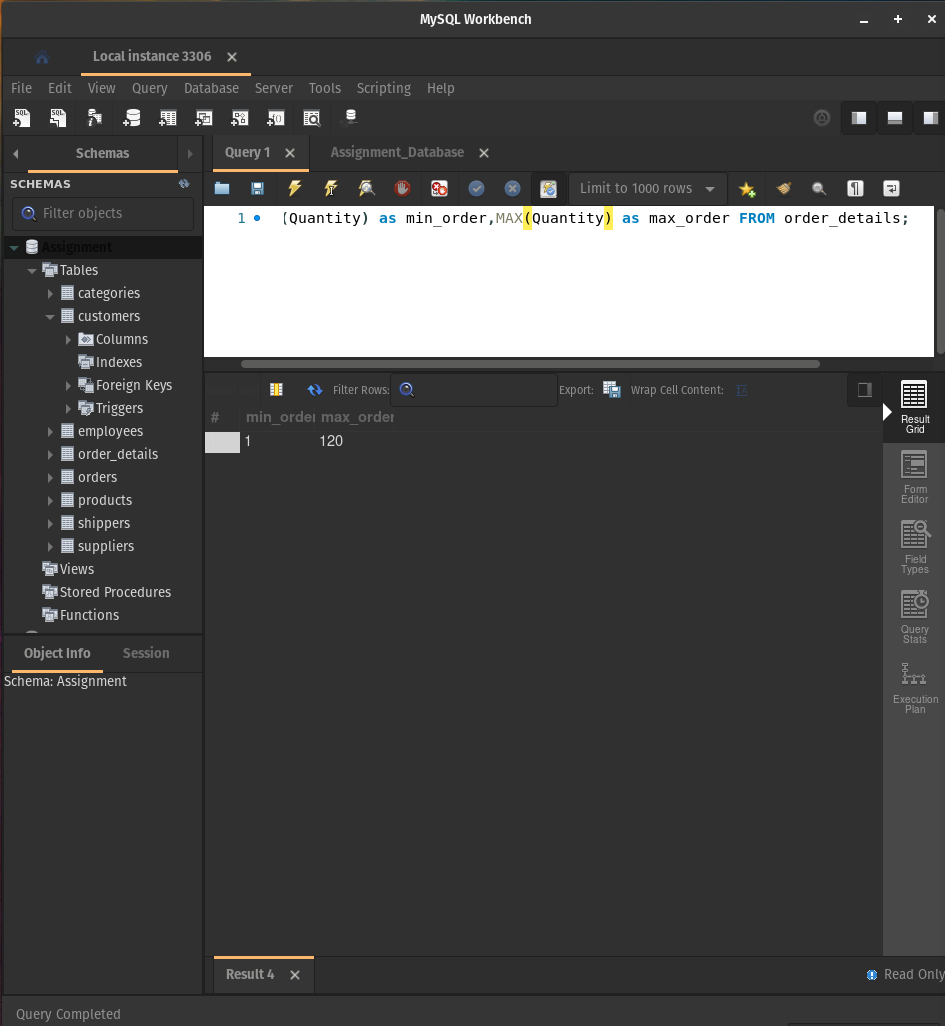 MySQL Workbench
Local instance 3306
File Edit View Query Database Server Tools Scripting Help
Schemas
Query 1
Assignment_Database
SCHEMAS
Filter objects
Limit to 1000 rows
1 (Quantity) as min_order,MAX(Quantity) as max_order FROM order_details;
Assignment
Tables
categories
customers
Columns
Indexes
Foreign Keys
Triggers
employees
order_details
orders
products
shippers
suppliers
Views
Stored Procedures
Functions
Filter Rows:
Export:
Wrap Cell Content:
# min_order max_order
1 120
Result
Grid
Form
Editor
Field
Types
Query
Stats
Execution
Plan
Object Info Session
Schema: Assignment
Result 4
Read Only
Query Completed